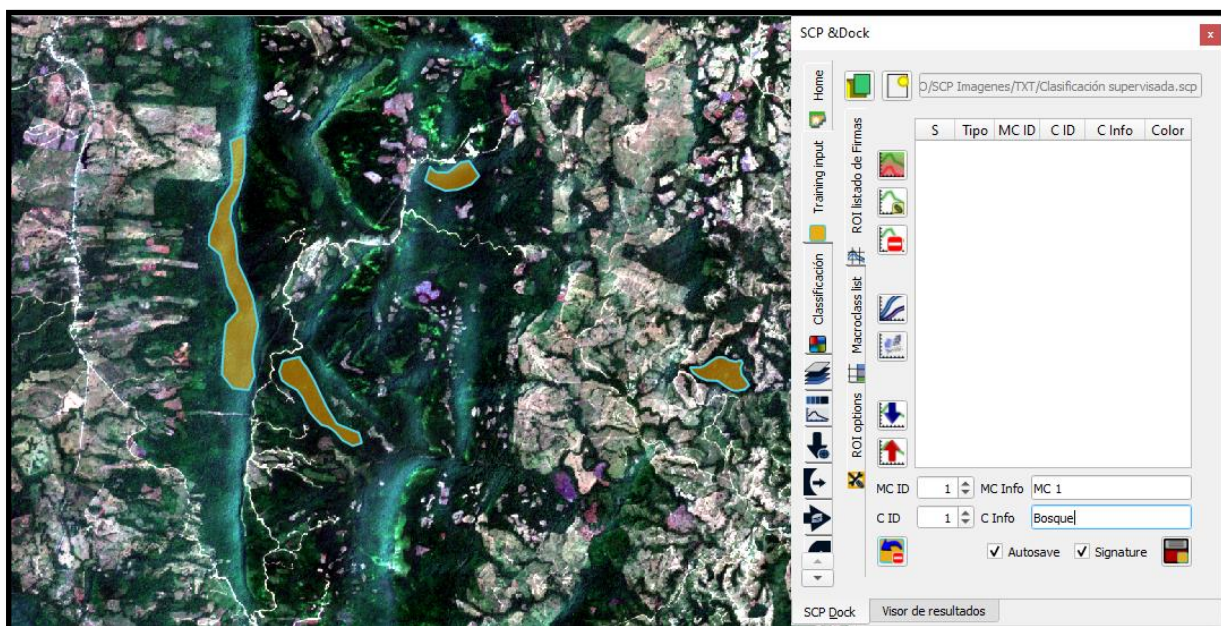 SCP &Dock
x
Home
Training input
Classificación
ROI listado de Firmas
Macroclass list
ROI options
O/SCP Imagenes/TXT/Clasificación supervisada.scp
S Tipo MC ID C ID C Info Color
MC ID 1 MC Info MC 1
C ID 1 C Info Bosque
Autosave Signature
SCP Dock Visor de resultados